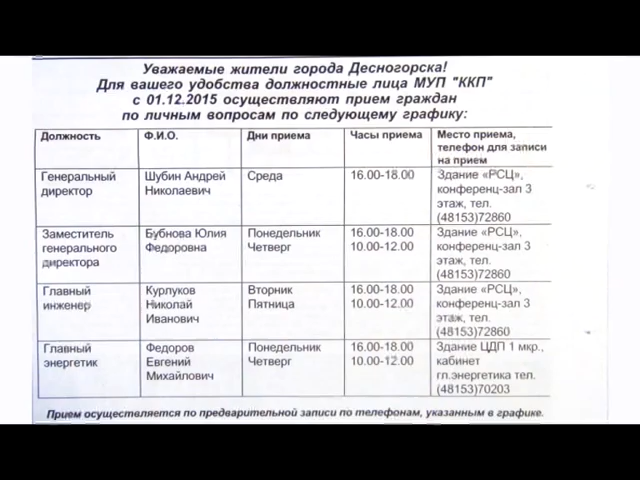 Уважаемые жители города Десногорска!
Для вашего удобства должностные лица МУП "ККП"
с 01.12.2015 осуществляют прием граждан
по личным вопросам по следующему графику:
Должность Ф.И.О. Дни приема Часы приема Место приема,
телефон для записи
на прием
Генеральный Шубин Андрей Среда 16.00-18.00 Здание «РСЦ»,
директор Николаевич конференц-зал 3
этаж, тел.
(48153)72860
Заместитель Бубнова Юлия Понедельник 16.00-18.00 Здание «РСЦ»,
генерального Федоровна Четверг 10.00-12.00 конференц-зал 3
директора этаж, тел.
(48153)72860
Главный Курлуков Вторник 16.00-18.00 Здание «РСЦ»,
инженер Николай Пятница 10.00-12.00 конференц-зал 3
Иванович этаж, тел.
(48153)72860
Главный Федоров Понедельник 16.00-18.00 Здание ЦДП 1 мкр.,
энергетик Евгений Четверг 10.00-12.00 кабинет
Михайлович гл.энергетика тел.
(48153)70203
Прием осуществляется по предварительной записи по телефонам, указанным в графике.